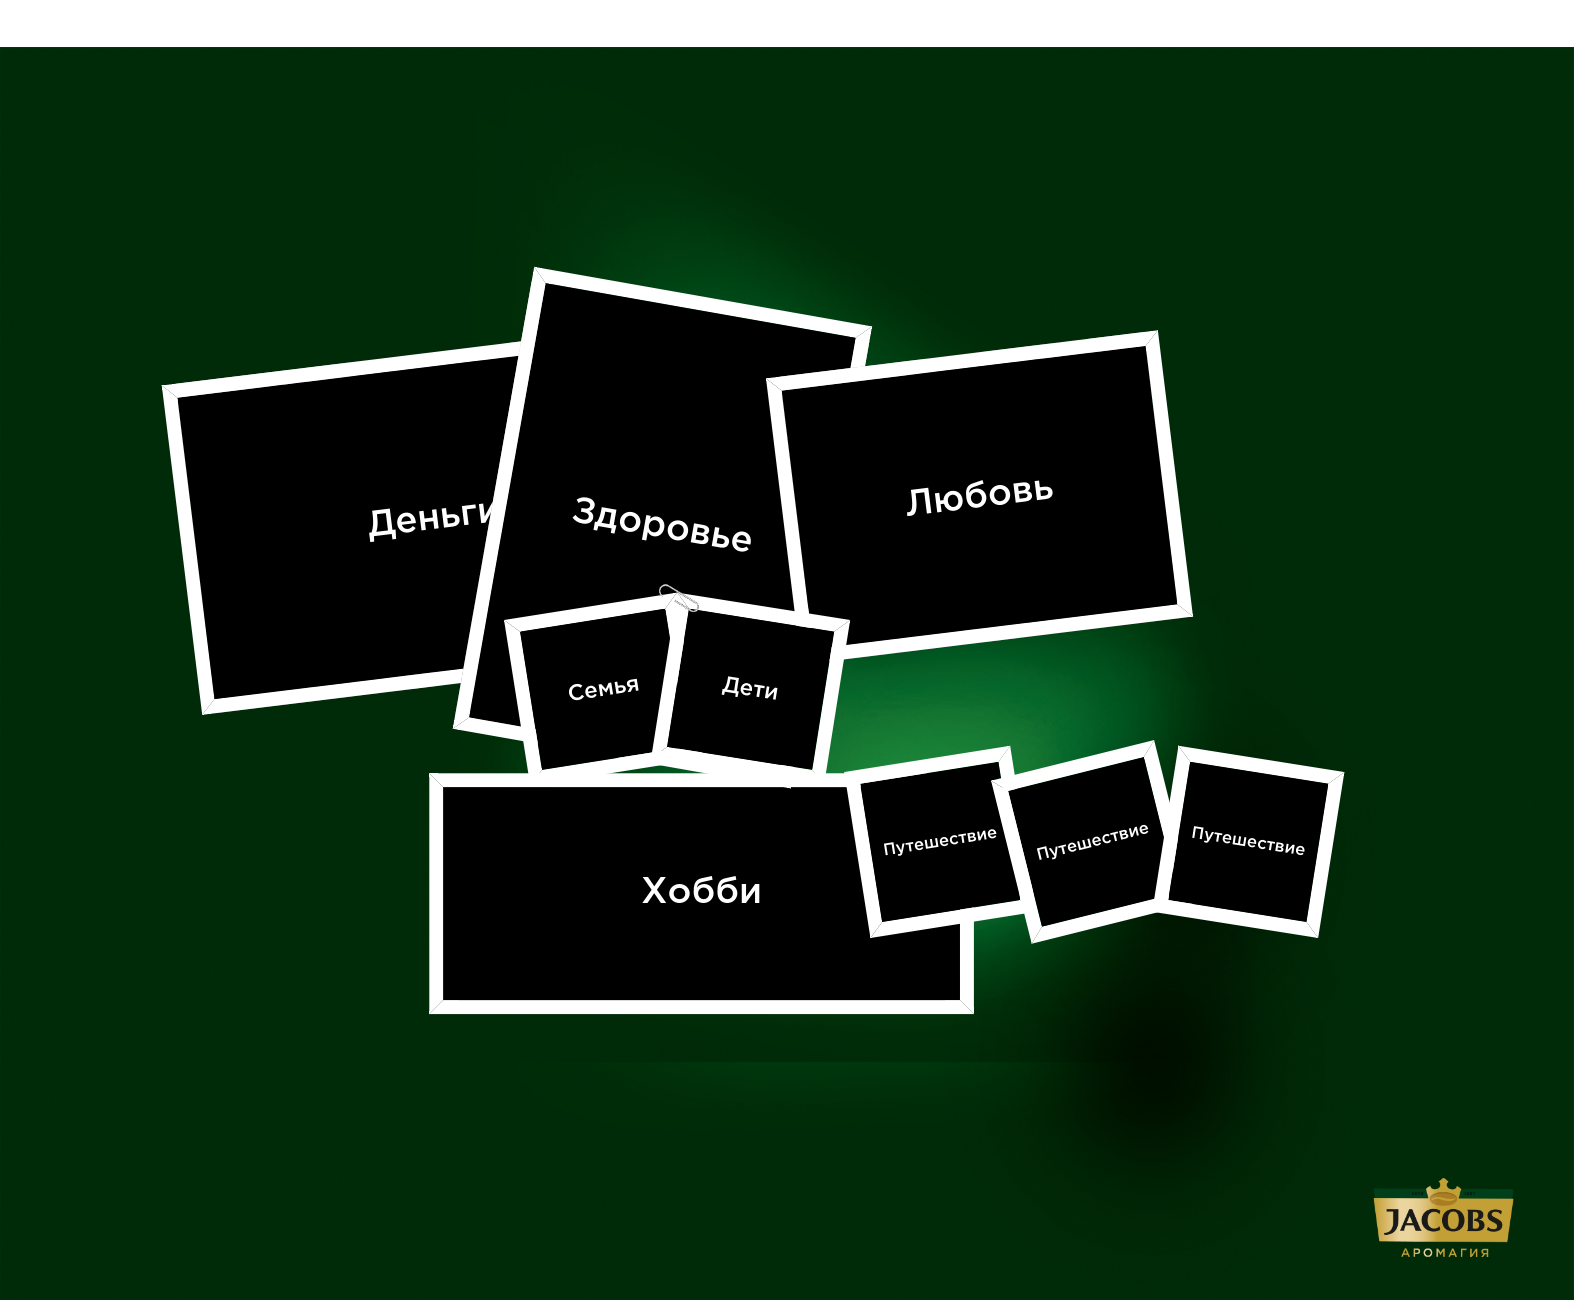 Деньги
Здоровье
Любовь
Семья
Дети
Хобби
Путешествие
Путешествие
Путешествие
JACOBS
АРОМАГИЯ